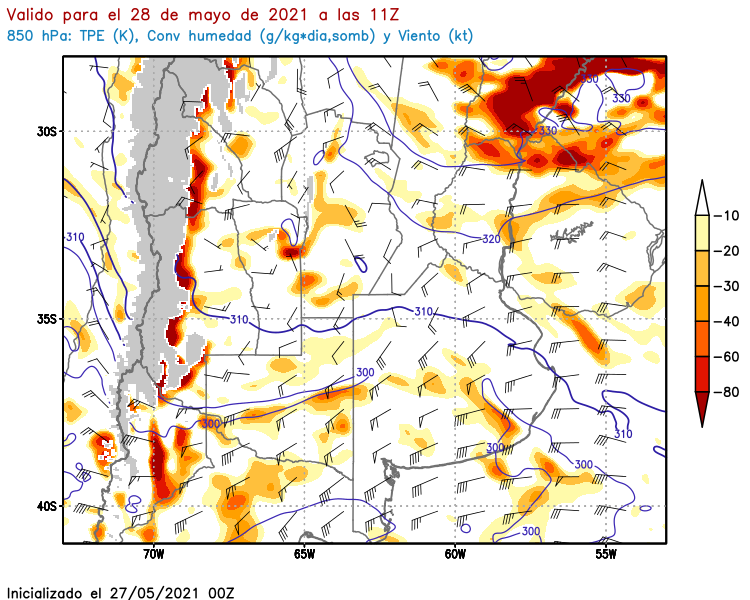 Valido para el 28 de mayo de 2021 a las 11Z
850 hPa: TPE (K), Conv humedad (g/kg*dia,somb) y Viento (kt)
330
330
30S
330
-10
320
310
-20
-30
310
310
35S
-40
-60
300
-80
300
310
300
300
40S
300
70W 65W 60W 55W
Inicializado el 27/05/2021 00Z